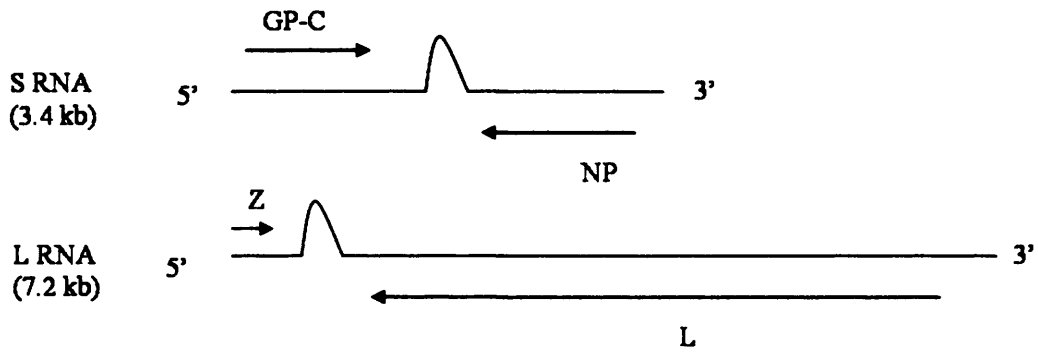 GP-C
S RNA
(3.4 kb)
5'
3'
NP
Z
L RNA
(7.2 kb)
5'
3'
L